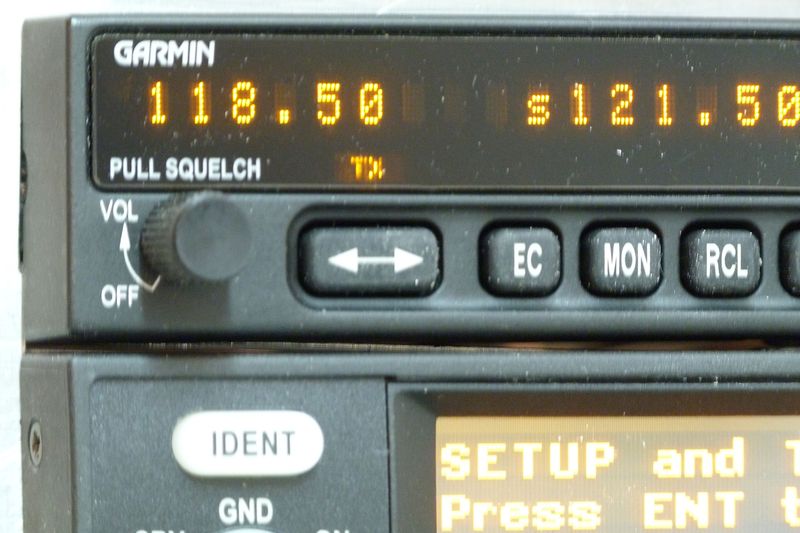 GARMIN
118.50 s121.50
PULL SQUELCH TX
VOL
OFF
EC MON RCL
IDENT
GND
SETUP and
Press ENT